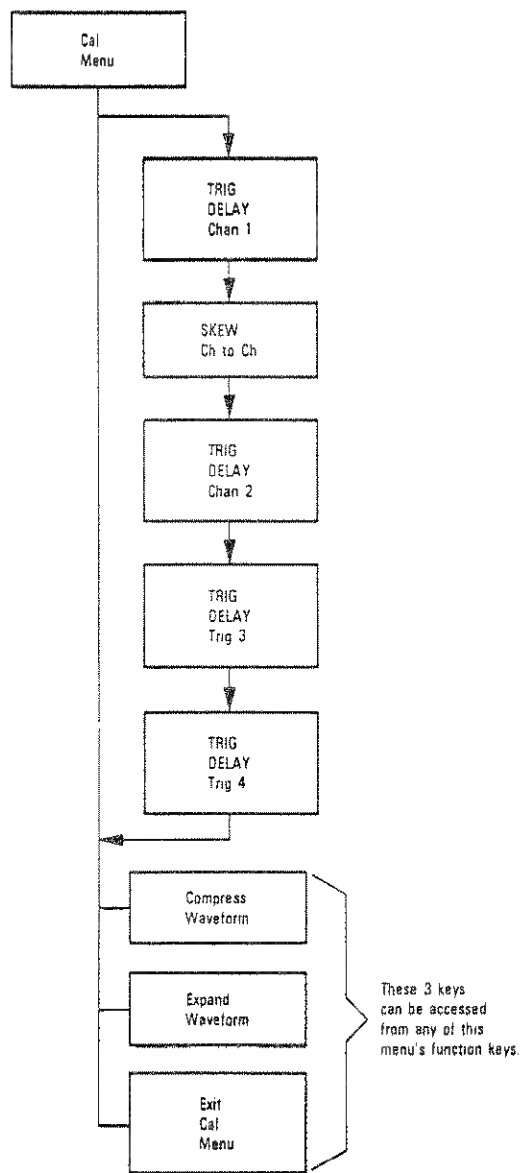 Cal
Menu
TRIG
DELAY
Chan 1
SKEW
Ch to Ch
TRIG
DELAY
Chan 2
TRIG
DELAY
Trig 3
TRIG
DELAY
Trig 4
Compress
Waveform
Expand
Waveform
Exit
Cal
Menu
These 3 keys
can be accessed
from any of this
menu's function keys.